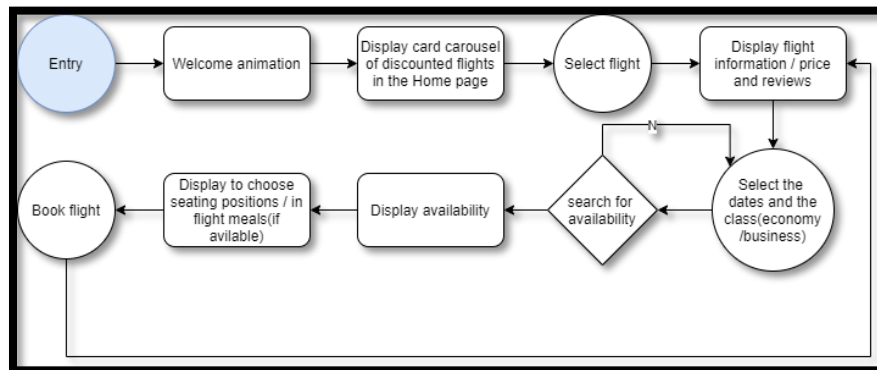 Entry
Welcome animation
Display card carousel
of discounted flights
in the Home page
Select flight
Display flight
information / price
and reviews
N
Book flight
Display to choose
seating positions / in
flight meals(if
avilable)
Display availability
search for
availability
Select the
dates and the
class(economy
/business)